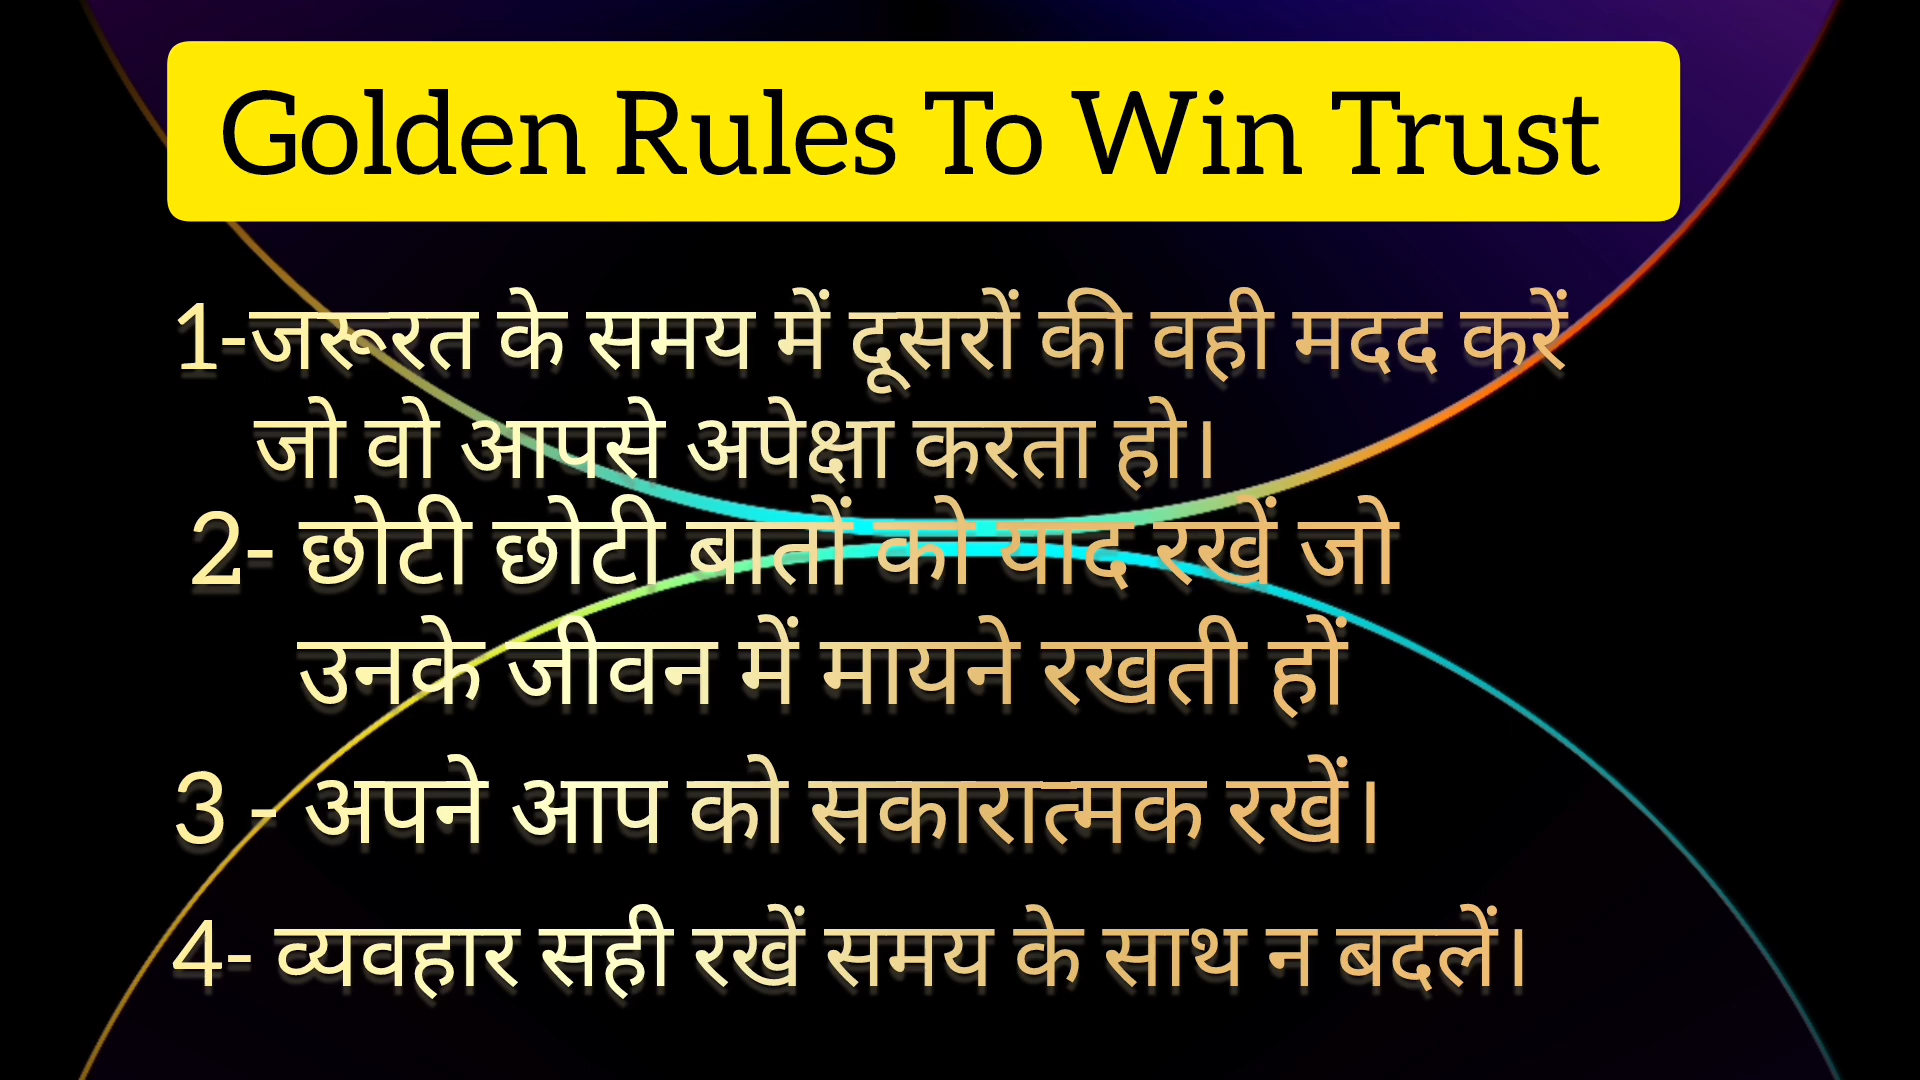 Golden Rules To Win Trust
1-जरूरत के समय में दूसरों की वही मदद करें
जो वो आपसे अपेक्षा करता हो।
2- छोटी छोटी बातों को याद रखें जो
उनके जीवन में मायने रखती हों
3 - अपने आप को सकारात्मक रखें।
4- व्यवहार सही रखें समय के साथ न बदलें।